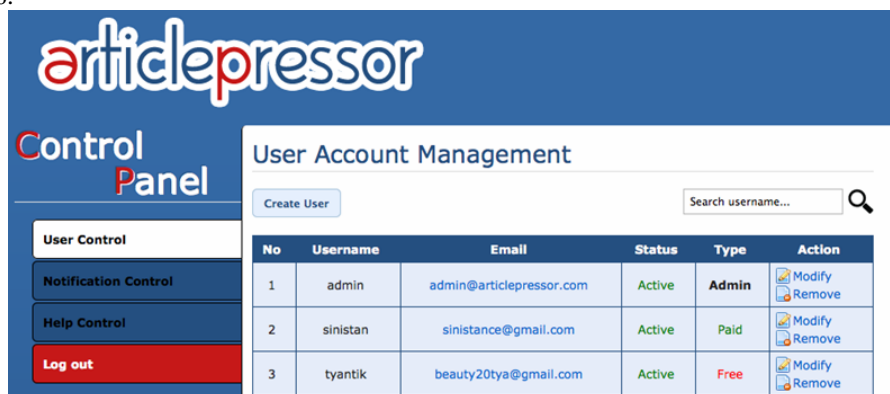 articlepressor
Control
Panel
User Control
Notification Control
Help Control
Log out
User Account Management
Create User
Search username...
No Username Email Status Type Action
1 admin admin@articlepressor.com Active Admin Modify
Remove
2 sinistan sinistance@gmail.com Active Paid Modify
Remove
3 tyantik beauty20tya@gmail.com Active Free Modify
Remove